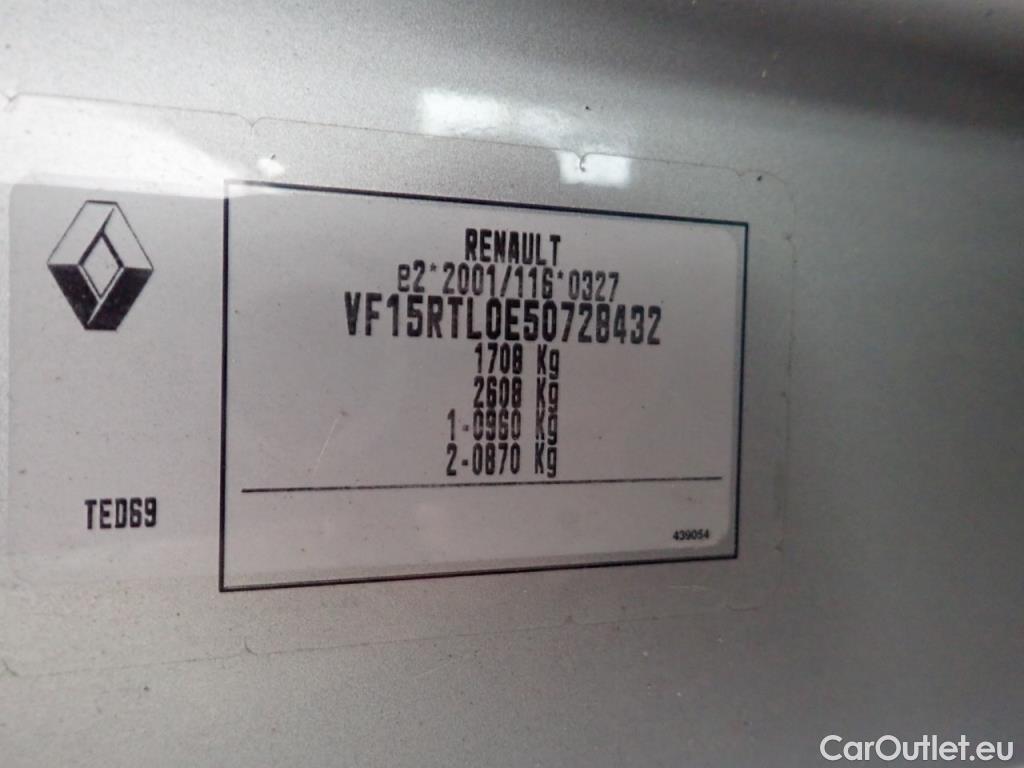 RENAULT
e2*2001/116*0327
VF15RTL0E50728432
1708 Kg
2608 Kg
1-0960 Kg
2-0870 Kg
TED69
439054
CarOutlet.eu